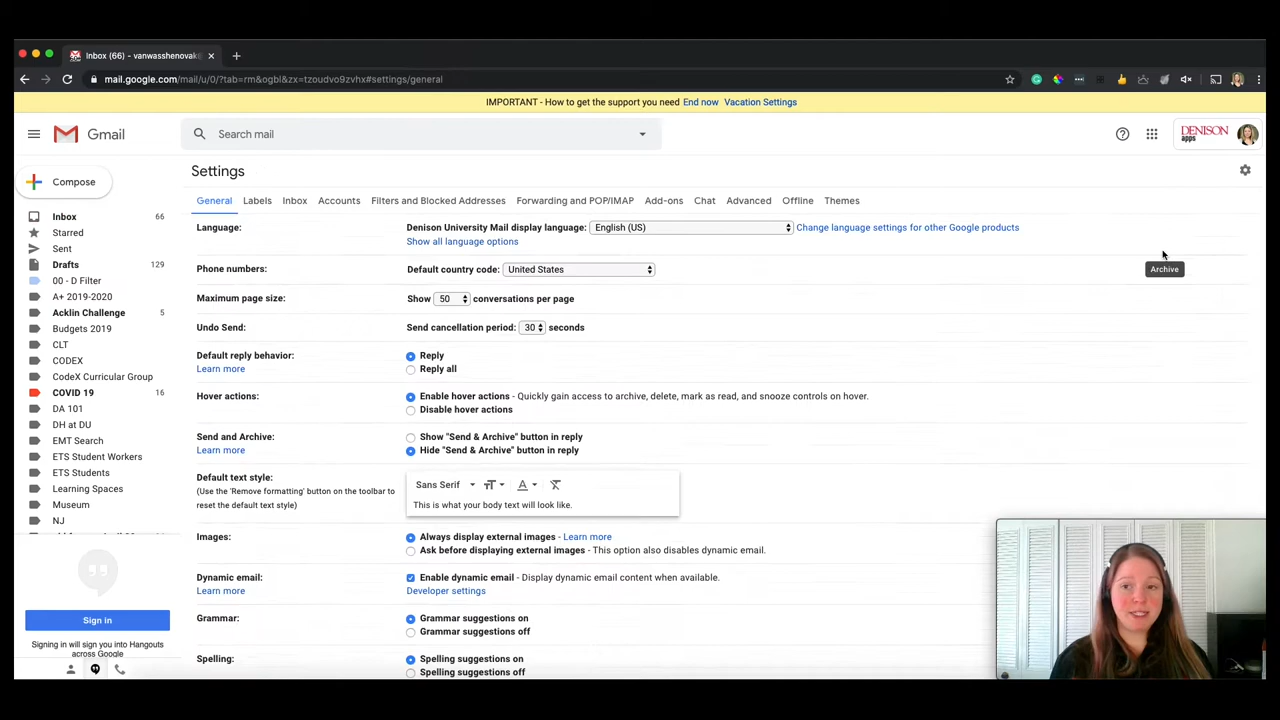 Inbox (66) - vanwasshenovak@
mail.google.com/mail/u/0/?tab=rm&ogbl&zx=tzoudvo9zvhx#settings/general
IMPORTANT - How to get the support you need End now Vacation Settings
Gmail
Search mail
DENISON
apps
Compose
Settings
General Labels Inbox Accounts Filters and Blocked Addresses Forwarding and POP/IMAP Add-ons Chat Advanced Offline Themes
Inbox 66
Starred
Sent
Drafts 129
00 - D Filter
A+ 2019-2020
Acklin Challenge 5
Budgets 2019
CLT
CODEX
CodeX Curricular Group
COVID 19 16
DA 101
DH at DU
EMT Search
ETS Student Workers
ETS Students
Learning Spaces
Museum
NJ
Sign in
Signing in will sign you into Hangouts
across Google
Language: Denison University Mail display language: English (US) Change language settings for other Google products
Show all language options
Archive
Phone numbers: Default country code: United States
Maximum page size: Show 50 conversations per page
Undo Send: Send cancellation period: 30 seconds
Default reply behavior: Reply
Learn more Reply all
Hover actions: Enable hover actions - Quickly gain access to archive, delete, mark as read, and snooze controls on hover.
Disable hover actions
Send and Archive: Show "Send & Archive" button in reply
Learn more Hide "Send & Archive" button in reply
Default text style:
(Use the 'Remove formatting' button on the toolbar to
reset the default text style)
Sans Serif
This is what your body text will look like.
Images: Always display external images - Learn more
Ask before displaying external images - This option also disables dynamic email.
Dynamic email: Enable dynamic email - Display dynamic email content when available.
Learn more Developer settings
Grammar: Grammar suggestions on
Grammar suggestions off
Spelling: Spelling suggestions on
Spelling suggestions off